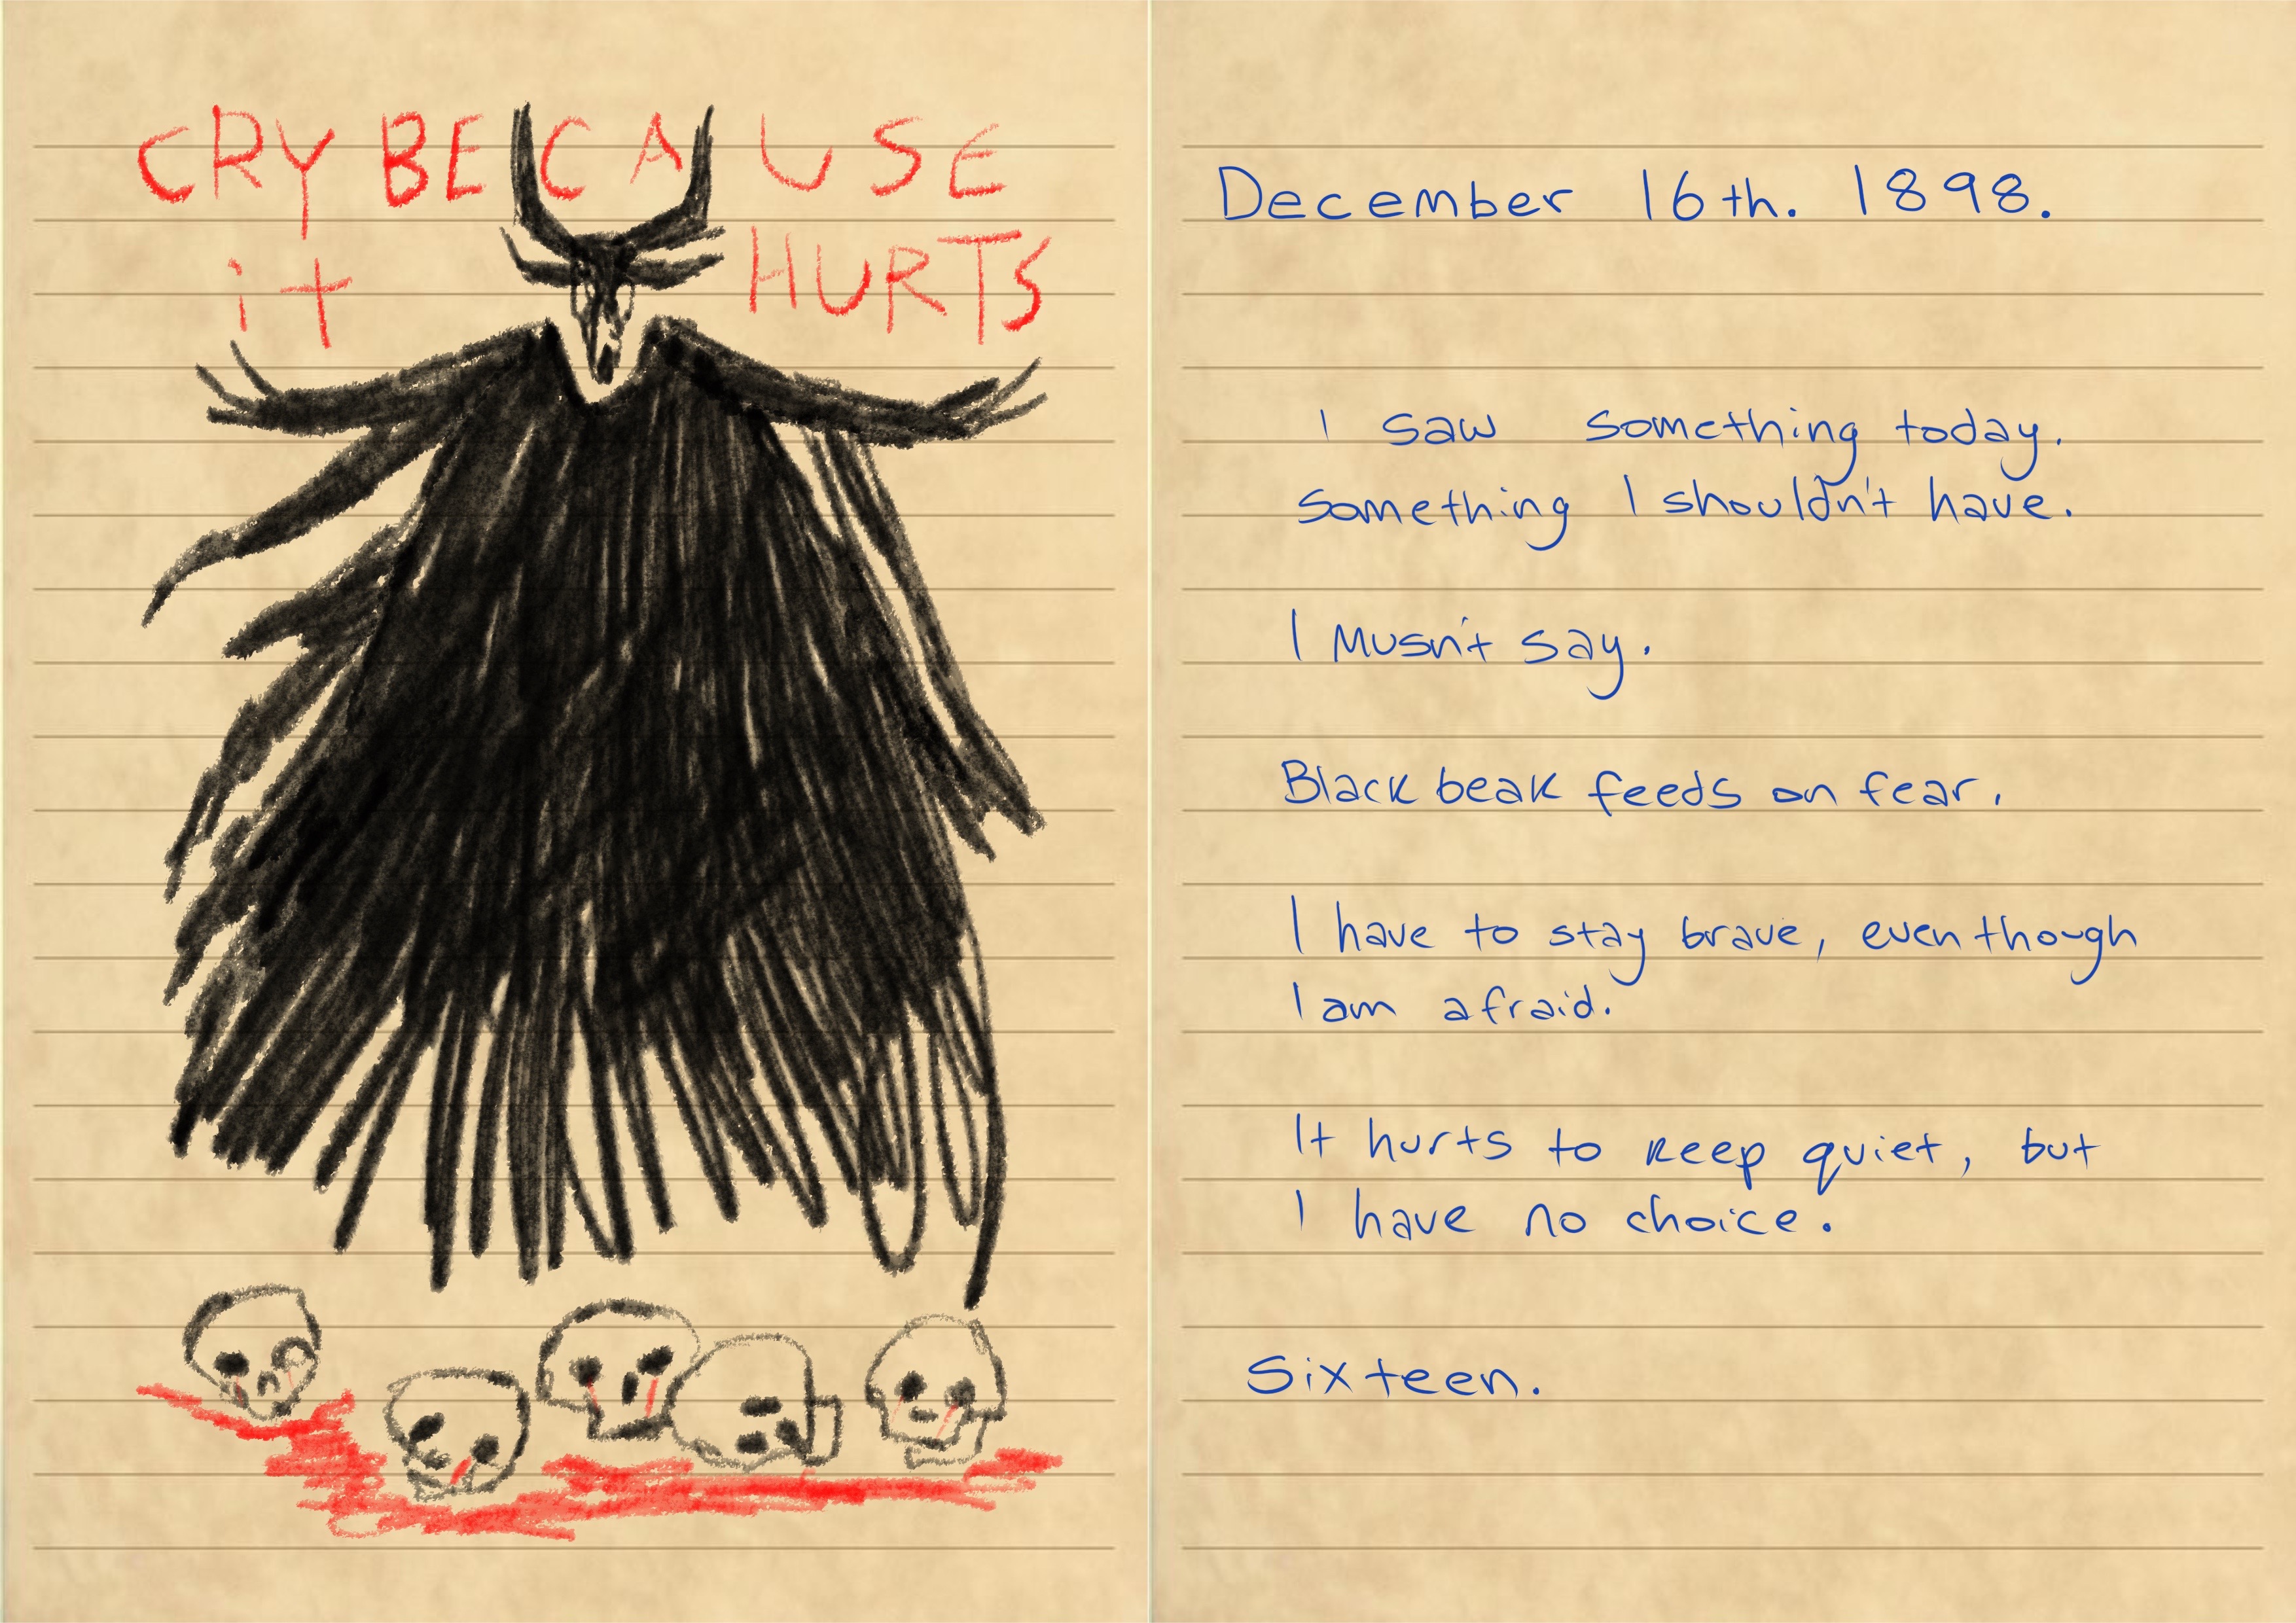 CRY BECAUSE
it HURTS
December 16th. 1898.
I saw something today.
Something I shouldn't have.
I Musn't say.
Black beak feeds on fear.
I have to stay brave, even though
I am afraid.
It hurts to keep quiet, but
I have no choice.
Sixteen.